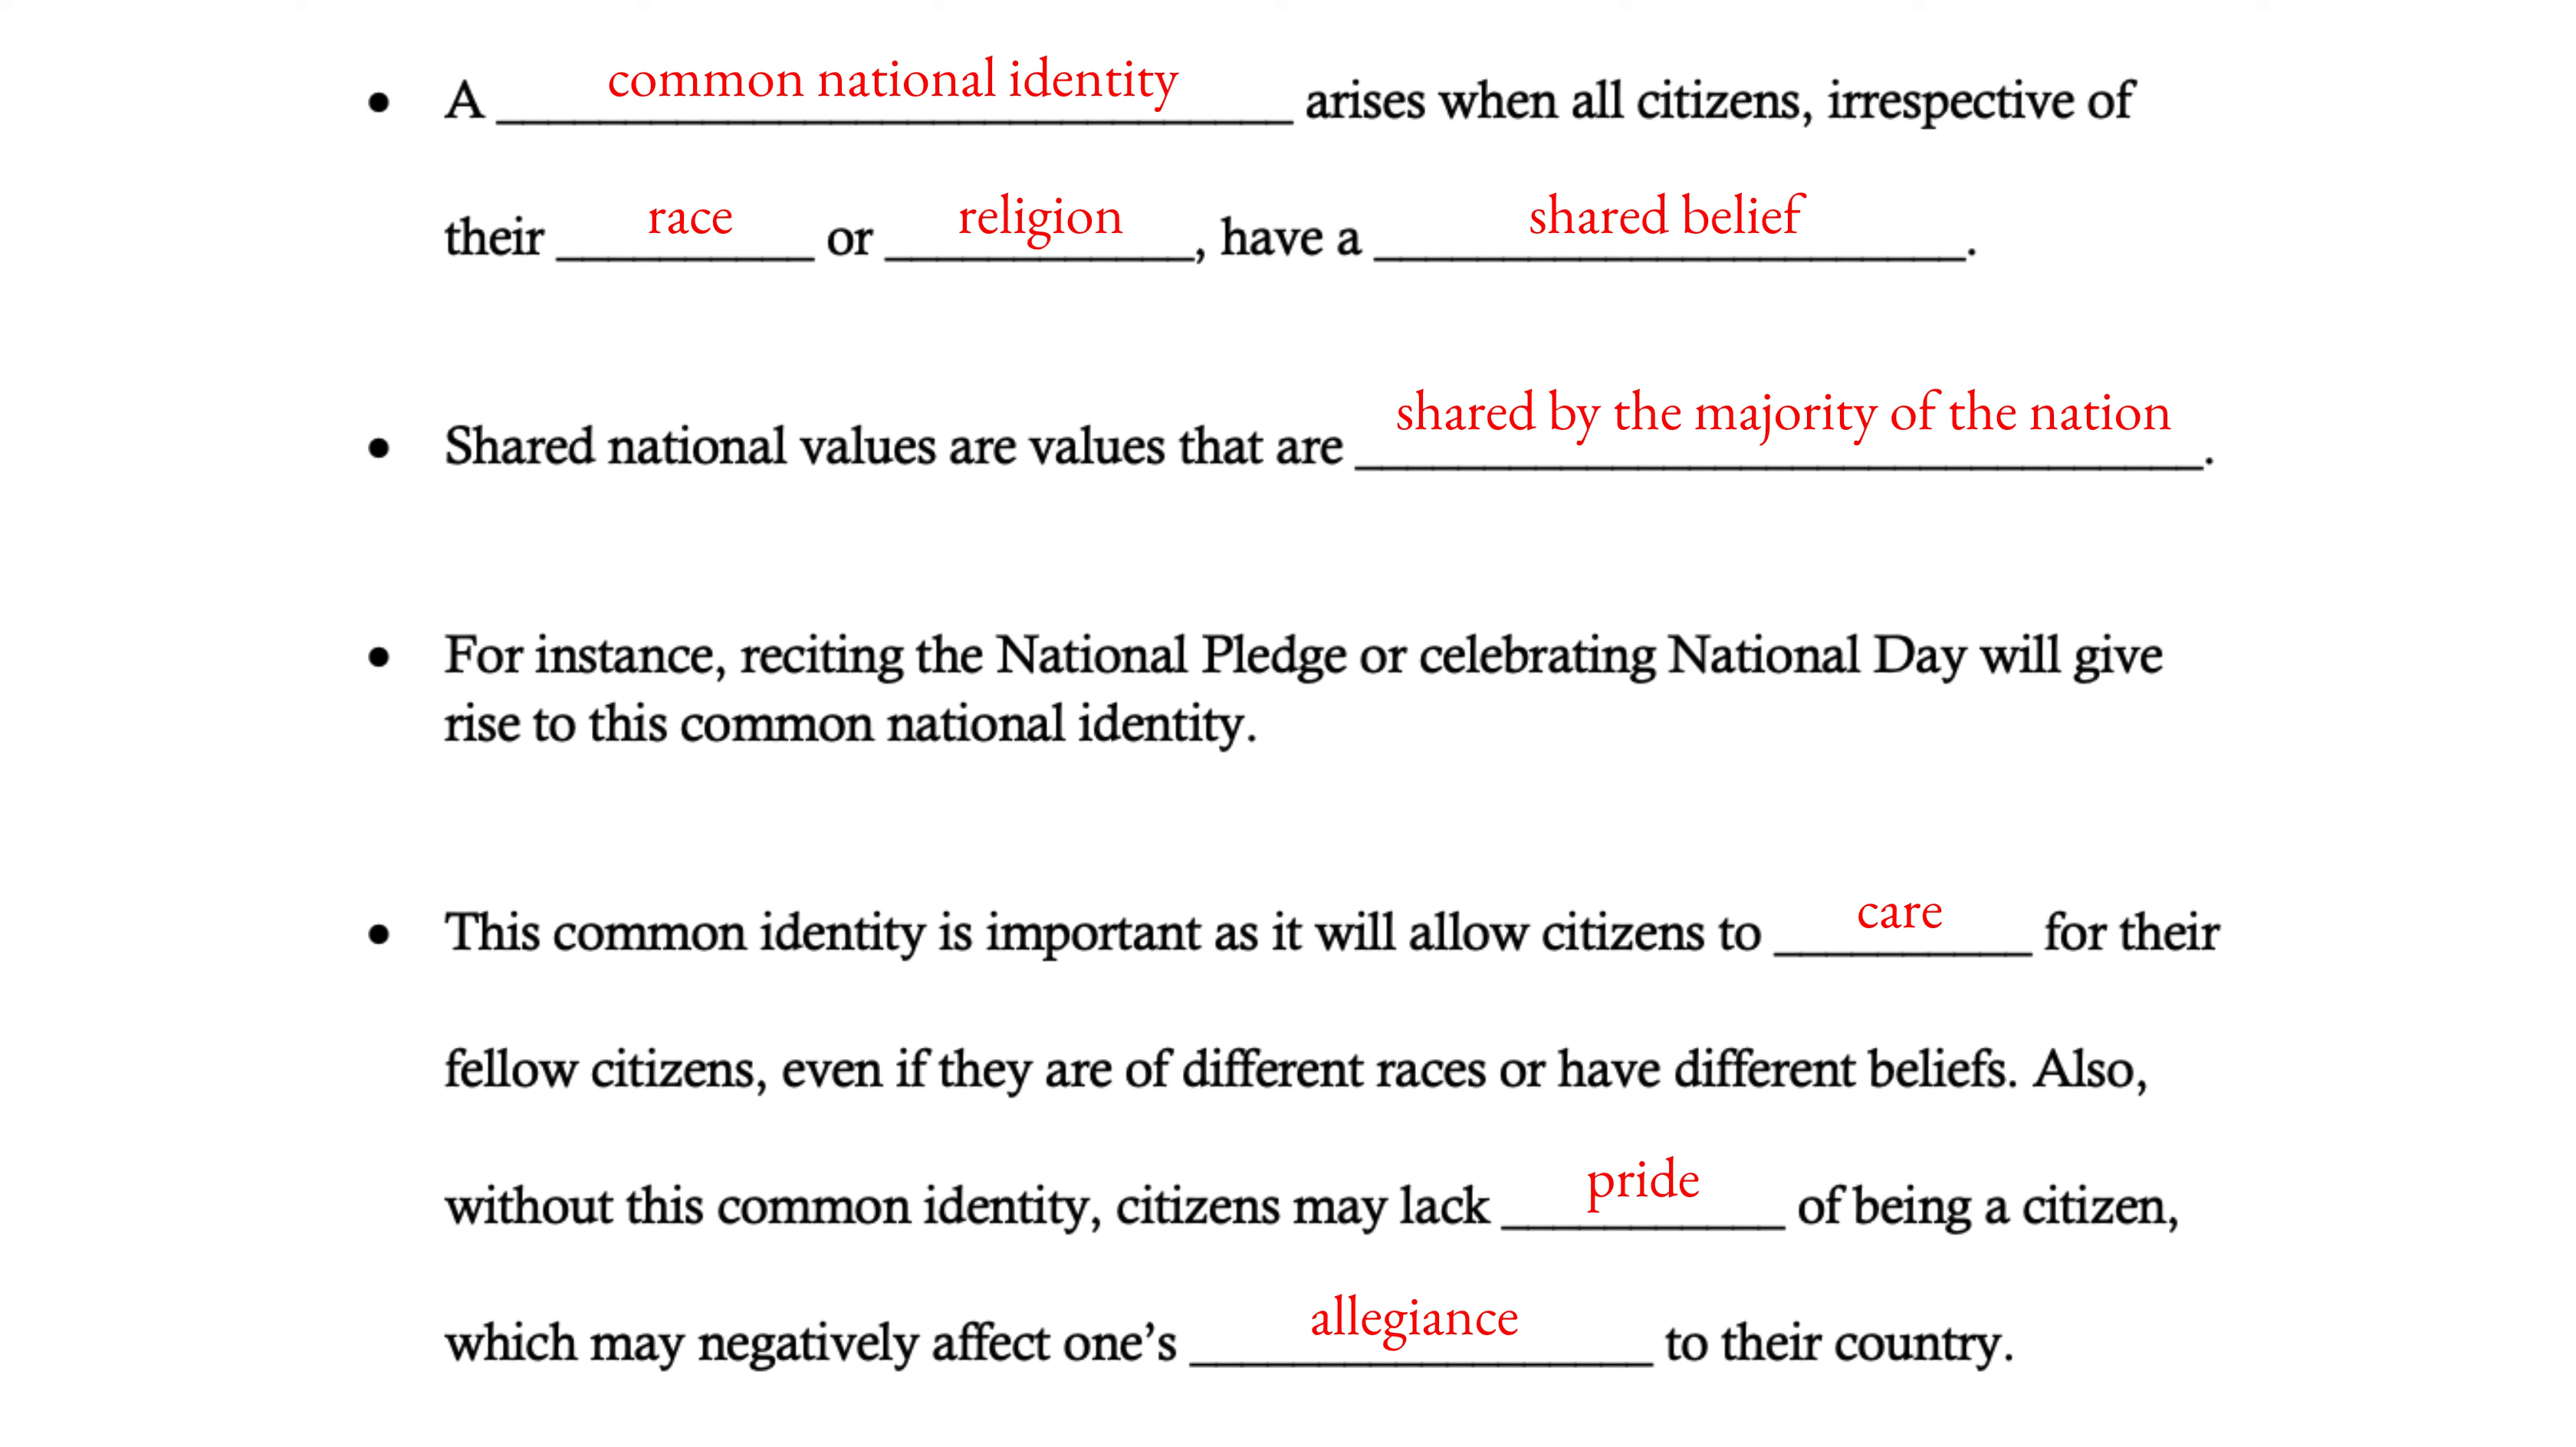 • A common national identity arises when all citizens, irrespective of
their race or religion, have a shared belief.
• Shared national values are values that are shared by the majority of the nation.
• For instance, reciting the National Pledge or celebrating National Day will give
rise to this common national identity.
• This common identity is important as it will allow citizens to care for their
fellow citizens, even if they are of different races or have different beliefs. Also,
without this common identity, citizens may lack pride of being a citizen,
which may negatively affect one’s allegiance to their country.